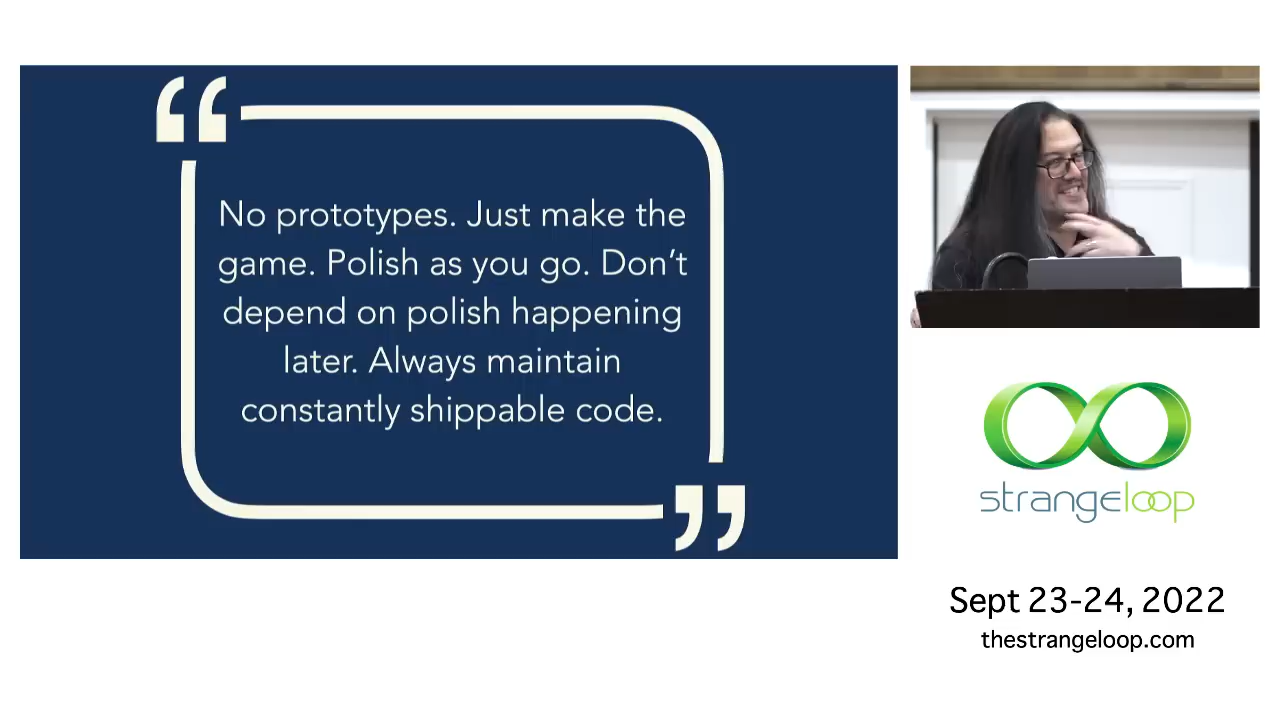 “
No prototypes. Just make the
game. Polish as you go. Don’t
depend on polish happening
later. Always maintain
constantly shippable code.
”
strangeloop
Sept 23-24, 2022
thestrangeloop.com